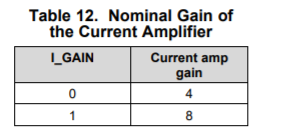 Table 12. Nominal Gain of
the Current Amplifier
I_GAIN Current amp
gain
0 4
1 8